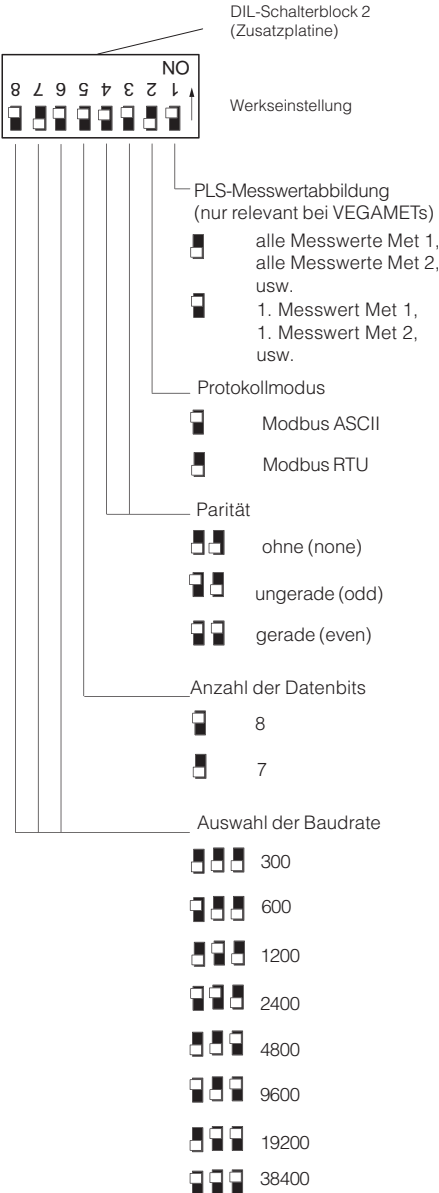 DIL-Schalterblock 2
(Zusatzplatine)
NO
8 7 6 5 4 3 2 1
Werkseinstellung
PLS-Messwertabbildung
(nur relevant bei VEGAMETs)
alle Messwerte Met 1,
alle Messwerte Met 2,
usw.
1. Messwert Met 1,
1. Messwert Met 2,
usw.
Protokollmodus
Modbus ASCII
Modbus RTU
Parität
ohne (none)
ungerade (odd)
gerade (even)
Anzahl der Datenbits
8
7
Auswahl der Baudrate
300
600
1200
2400
4800
9600
19200
38400